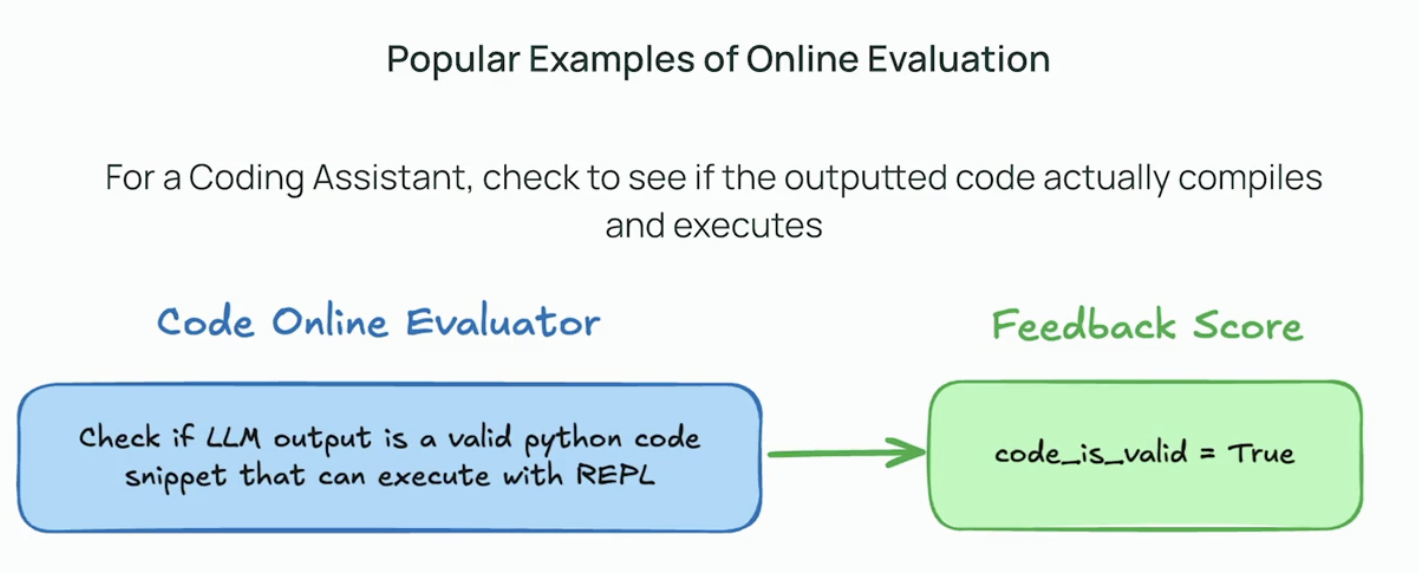 Popular Examples of Online Evaluation
For a Coding Assistant, check to see if the outputted code actually compiles
and executes
Code Online Evaluator
Check if LLM output is a valid python code
snippet that can execute with REPL
Feedback Score
code_is_valid = True